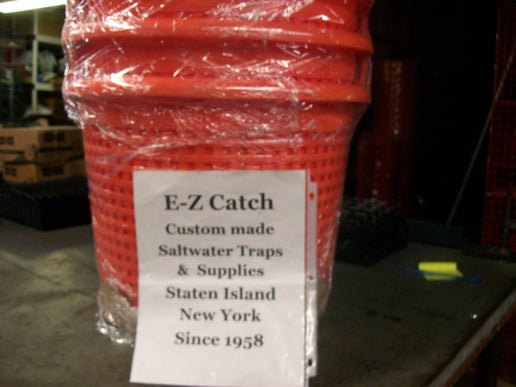 E-Z Catch
Custom made
Saltwater Traps
& Supplies
Staten Island
New York
Since 1958